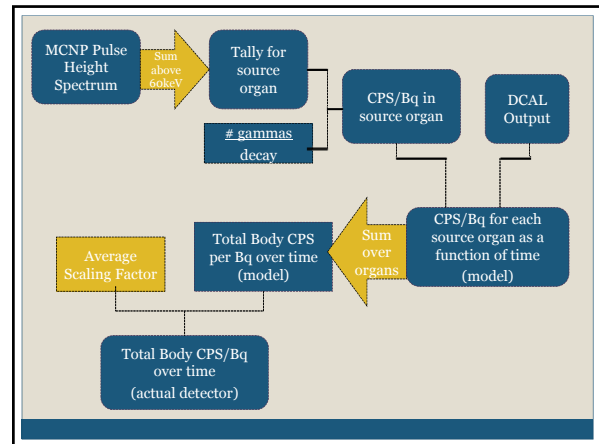 MCNP Pulse
Height
Spectrum
Sum
above
60keV
Tally for
source
organ
# gammas
decay
CPS/Bq in
source organ
DCAL
Output
CPS/Bq for each
source organ as a
function of time
(model)
Sum
over
organs
Total Body CPS
per Bq over time
(model)
Average
Scaling Factor
Total Body CPS/Bq
over time
(actual detector)